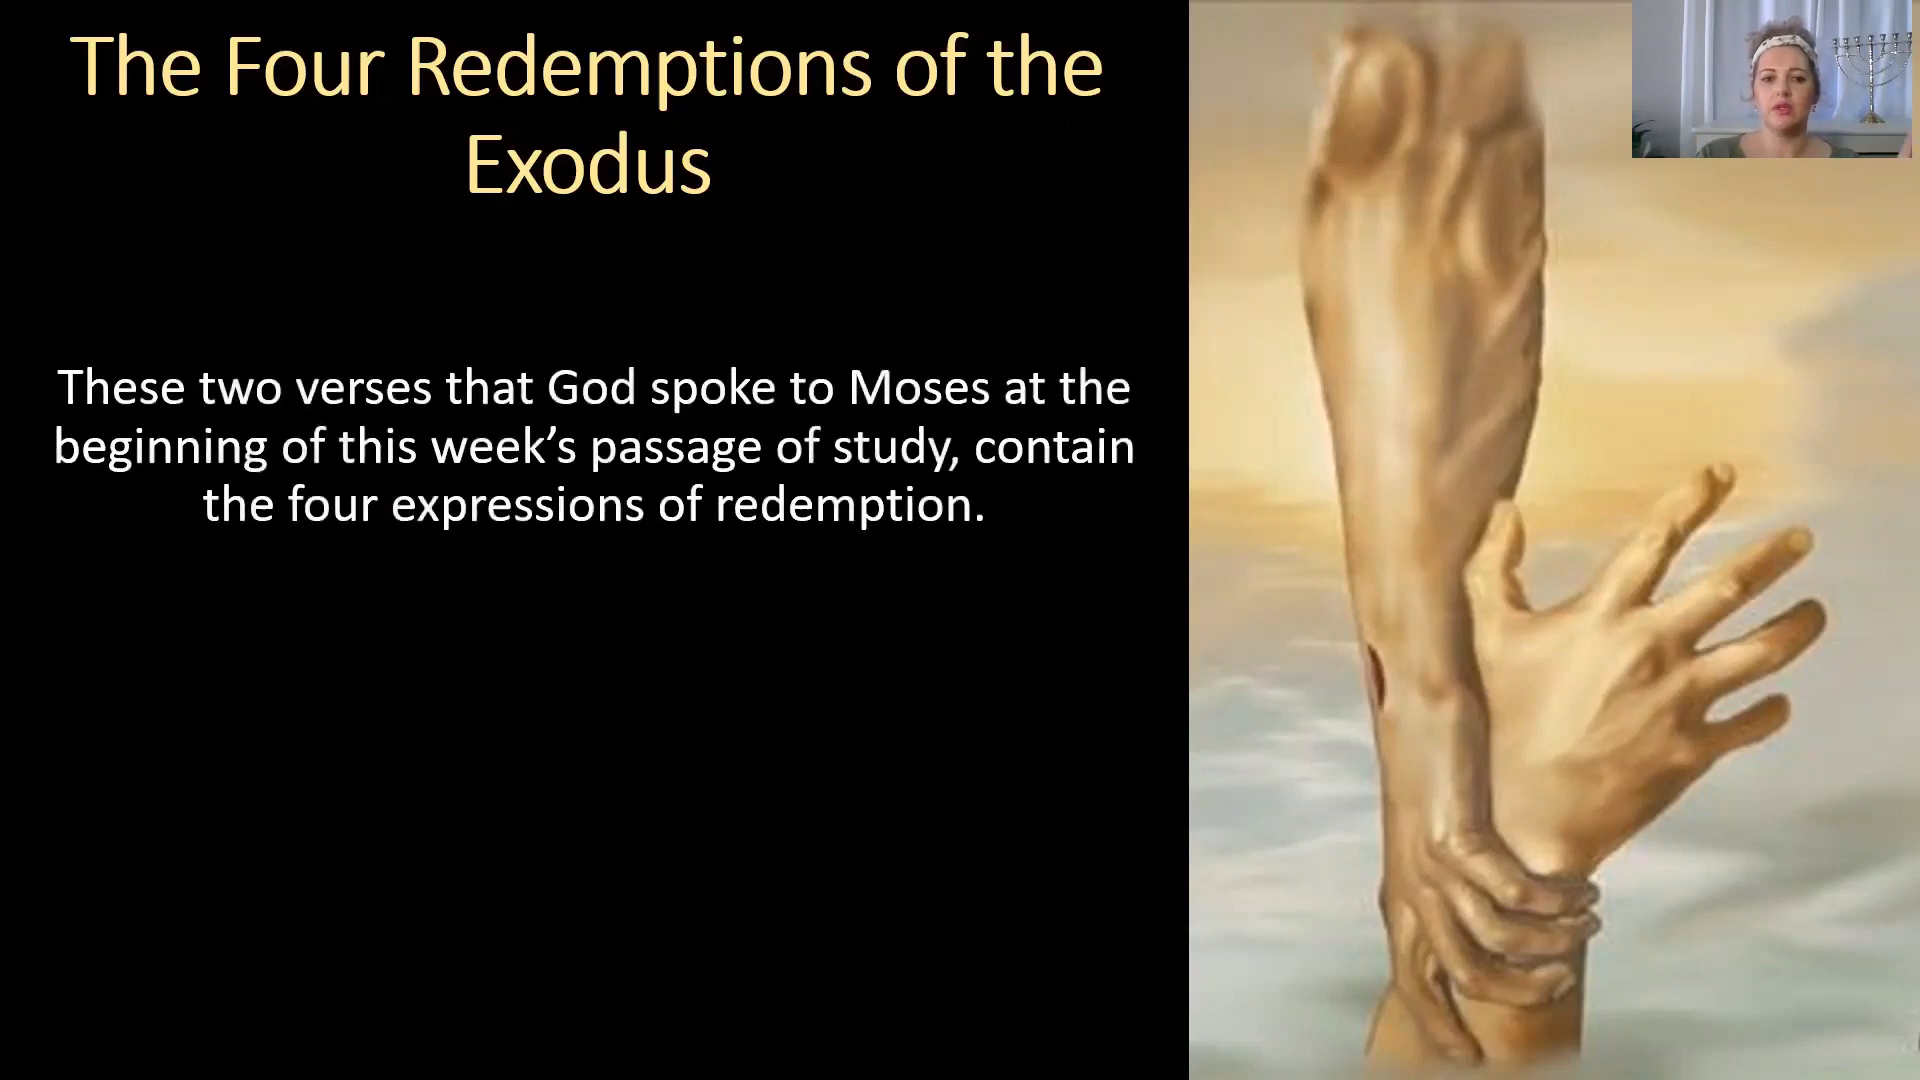 The Four Redemptions of the
Exodus
These two verses that God spoke to Moses at the
beginning of this week’s passage of study, contain
the four expressions of redemption.